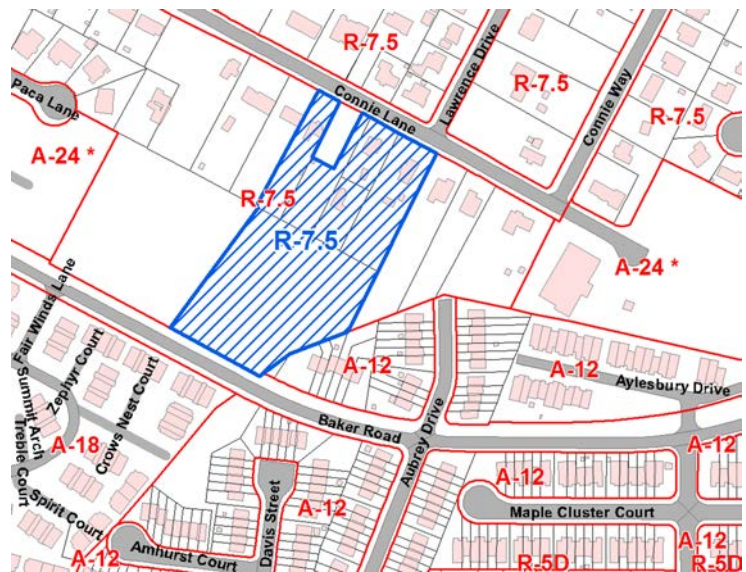 R-7.5
Connie Lane
Lawrence Drive
R-7.5
Connie Way
R-7.5
Paca Lane
A-24 *
R-7.5
R-7.5
A-24 *
Fair Winds Lane
Zephyr Court
Summit Arch
Treble Court
Crows Nest Court
A-18
Spirit Court
A-12
A-12
Aylesbury Drive
Baker Road
Aubrey Drive
A-12
A-12
Davis Street
A-12
Maple Cluster Court
A-12
Amhurst Court
A-12
R-5D
R-5D